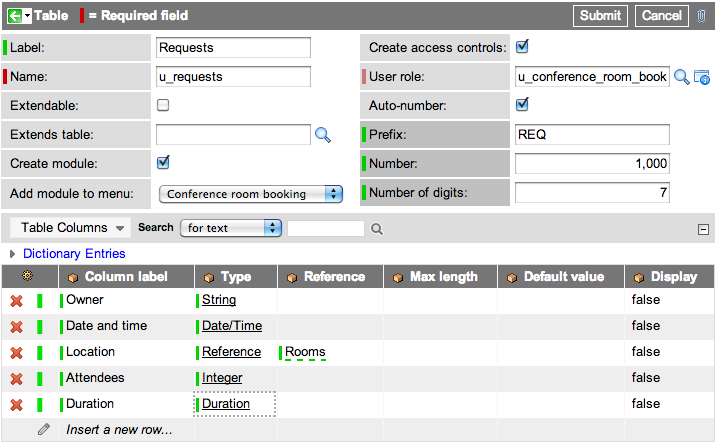 Table = Required field Submit Cancel
Label: Requests Create access controls:
Name: u_requests User role: u_conference_room_book
Extendable: Auto-number:
Extends table: Prefix: REQ
Create module: Number: 1,000
Add module to menu: Conference room booking Number of digits: 7
Table Columns Search for text
Dictionary Entries
Column label Type Reference Max length Default value Display
Owner String false
Date and time Date/Time false
Location Reference Rooms false
Attendees Integer false
Duration Duration false
Insert a new row...